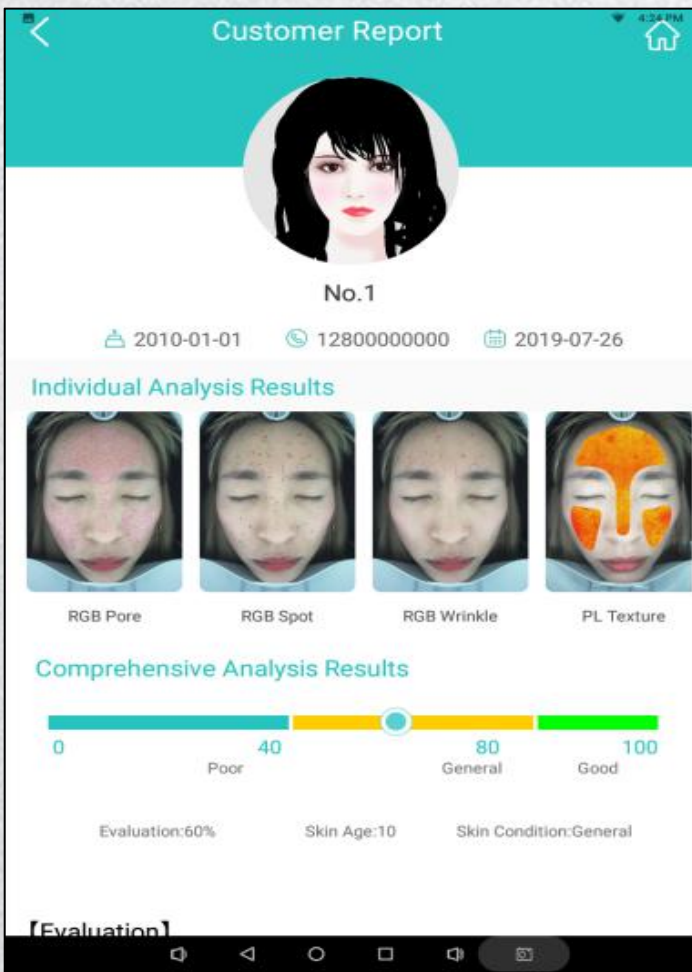 4:24 PM
Customer Report
No.1
2010-01-01 12800000000 2019-07-26
Individual Analysis Results
RGB Pore RGB Spot RGB Wrinkle PL Texture
Comprehensive Analysis Results
0 40 80 100
Poor General Good
Evaluation:60% Skin Age:10 Skin Condition:General
【Evaluation】